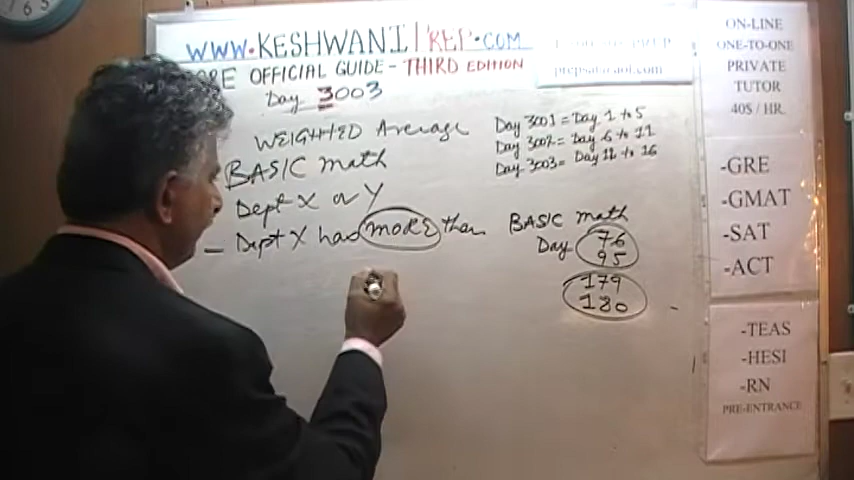 WWW.KESHWANI PREP.COM
GRE OFFICIAL GUIDE - THIRD EDITION
Day 3003
WEIGHTED Average
BASIC math
Dept X or Y
- Dept X has more than
Day 3001 = Day 1 to 5
Day 3002 = Day 6 to 11
Day 3003 = Day 12 to 16
BASIC math
Day 76
95
179
180
ON-LINE
ONE-TO-ONE
PRIVATE
TUTOR
40$ / HR.
-GRE
-GMAT
-SAT
-ACT
-TEAS
-HESI
-RN
PRE-ENTRANCE